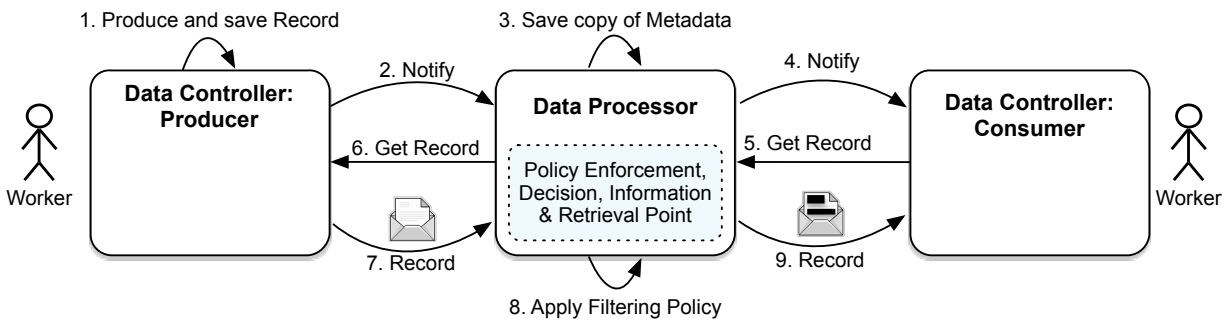 1. Produce and save Record
3. Save copy of Metadata
2. Notify
4. Notify
Data Controller:
Producer
Data Processor
Data Controller:
Consumer
6. Get Record
5. Get Record
Policy Enforcement,
Decision, Information
& Retrieval Point
Worker
Worker
7. Record
9. Record
8. Apply Filtering Policy